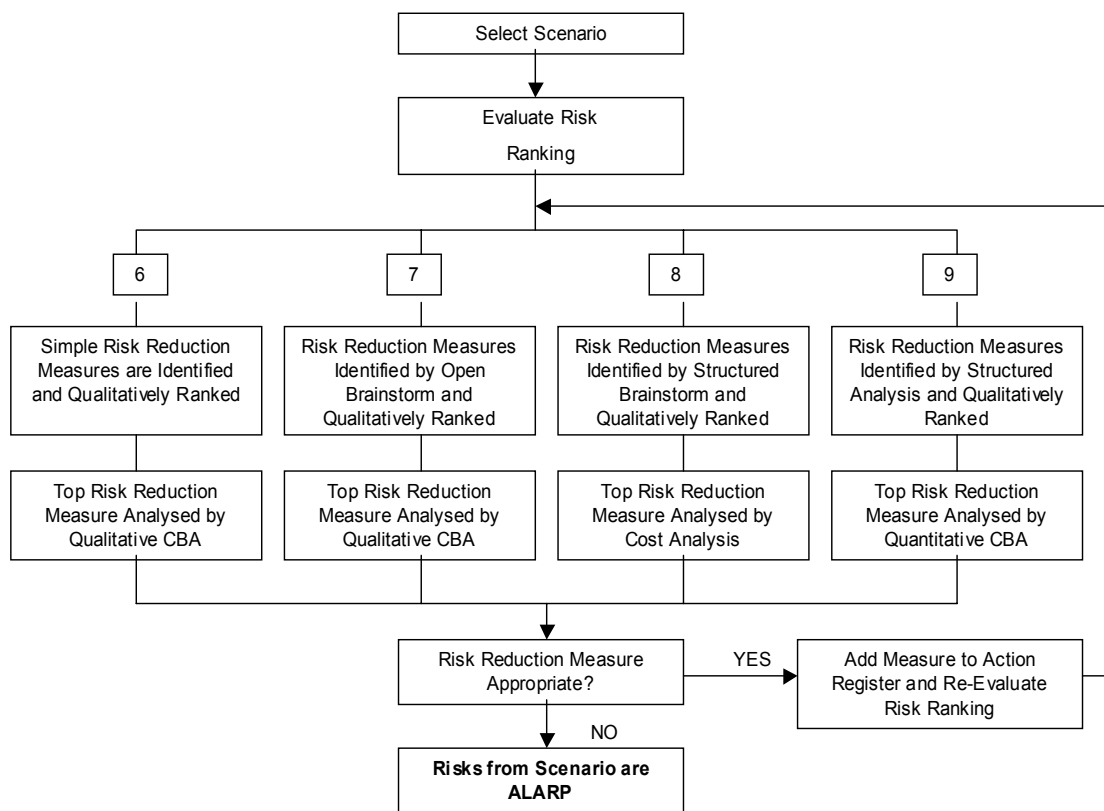 Select Scenario
Evaluate Risk
Ranking
6
7
8
9
Simple Risk Reduction
Measures are Identified
and Qualitatively Ranked
Risk Reduction Measures
Identified by Open
Brainstorm and
Qualitatively Ranked
Risk Reduction Measures
Identified by Structured
Brainstorm and Qualitatively
Ranked
Risk Reduction Measures
Identified by Structured
Analysis and Qualitatively
Ranked
Top Risk Reduction
Measure Analysed by
Qualitative CBA
Top Risk Reduction
Measure Analysed by
Qualitative CBA
Top Risk Reduction
Measure Analysed by
Cost Analysis
Top Risk Reduction
Measure Analysed by
Quantitative CBA
Risk Reduction Measure
Appropriate?
YES
Add Measure to Action
Register and Re-Evaluate
Risk Ranking
NO
Risks from Scenario are
ALARP